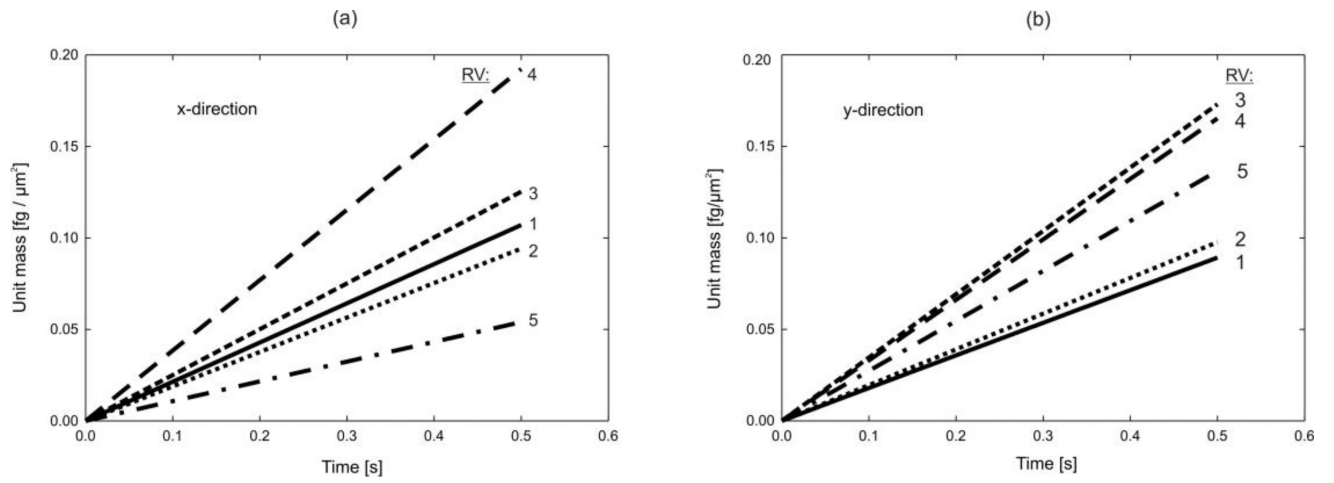 (a)
0.20
0.15
0.10
0.05
0.00
Unit mass [fg / μm²]
x-direction
RV:
4
3
1
2
5
0.0 0.1 0.2 0.3 0.4 0.5 0.6
Time [s]
(b)
0.20
0.15
0.10
0.05
0.00
Unit mass [fg/μm²]
y-direction
RV:
3
4
5
2
1
0.0 0.1 0.2 0.3 0.4 0.5 0.6
Time [s]